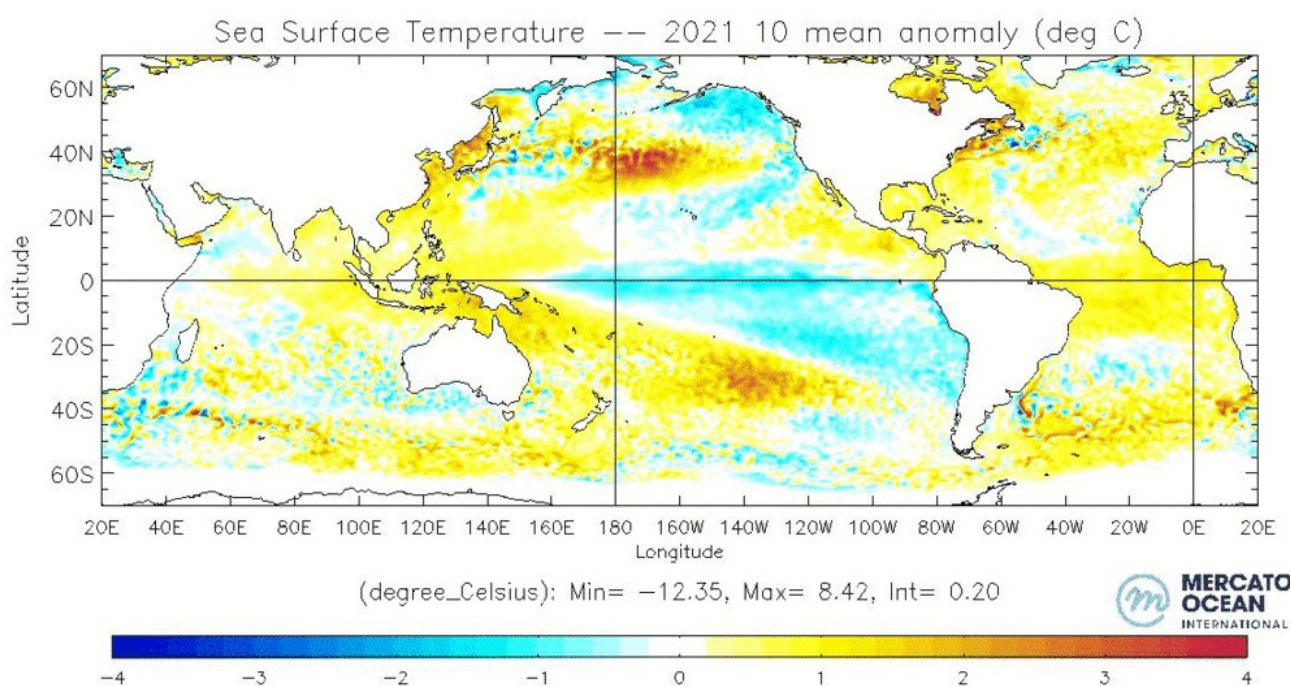 Sea Surface Temperature -- 2021 10 mean anomaly (deg C)
60N
40N
20N
0
20S
40S
60S
Latitude
20E 40E 60E 80E 100E 120E 140E 160E 180 160W 140W 120W 100W 80W 60W 40W 20W 0E 20E
Longitude
(degree_Celsius): Min= -12.35, Max= 8.42, Int= 0.20
MERCATO
OCEAN
INTERNATIONAL
-4 -3 -2 -1 0 1 2 3 4